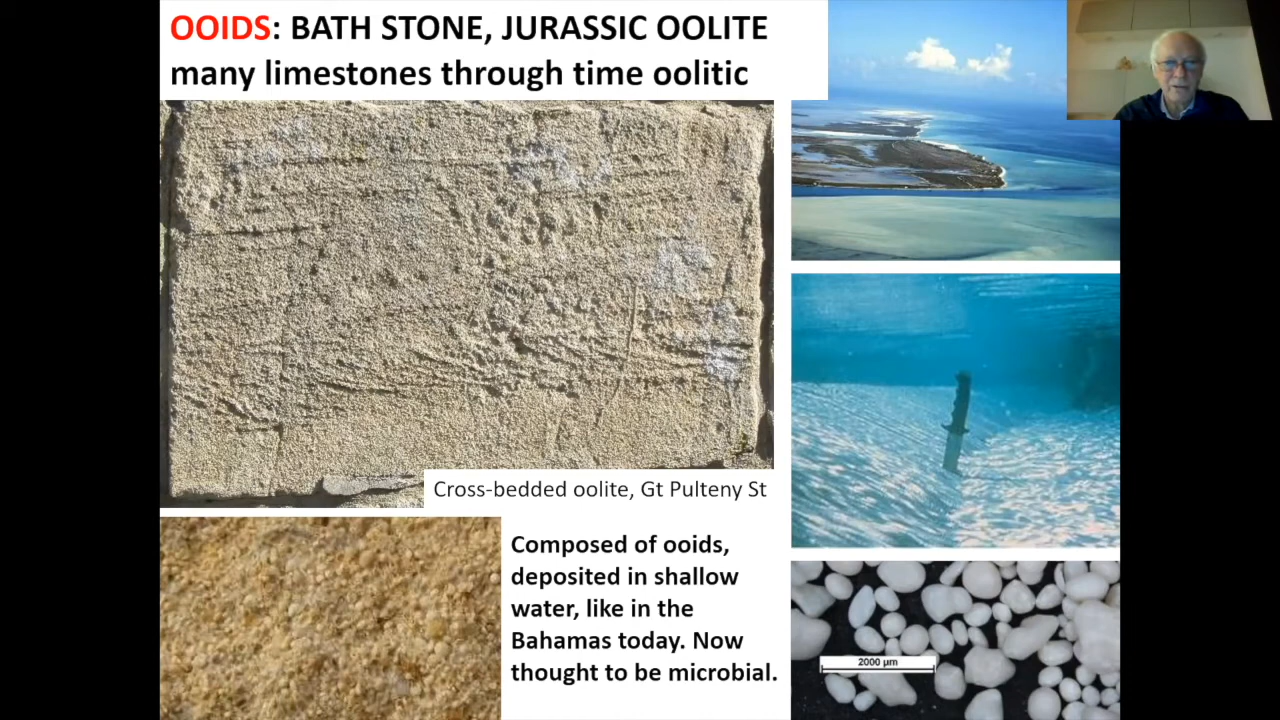 OOIDS: BATH STONE, JURASSIC OOLITE
many limestones through time oolitic
Cross-bedded oolite, Gt Pulteny St
Composed of ooids,
deposited in shallow
water, like in the
Bahamas today. Now
thought to be microbial.
2000 µm